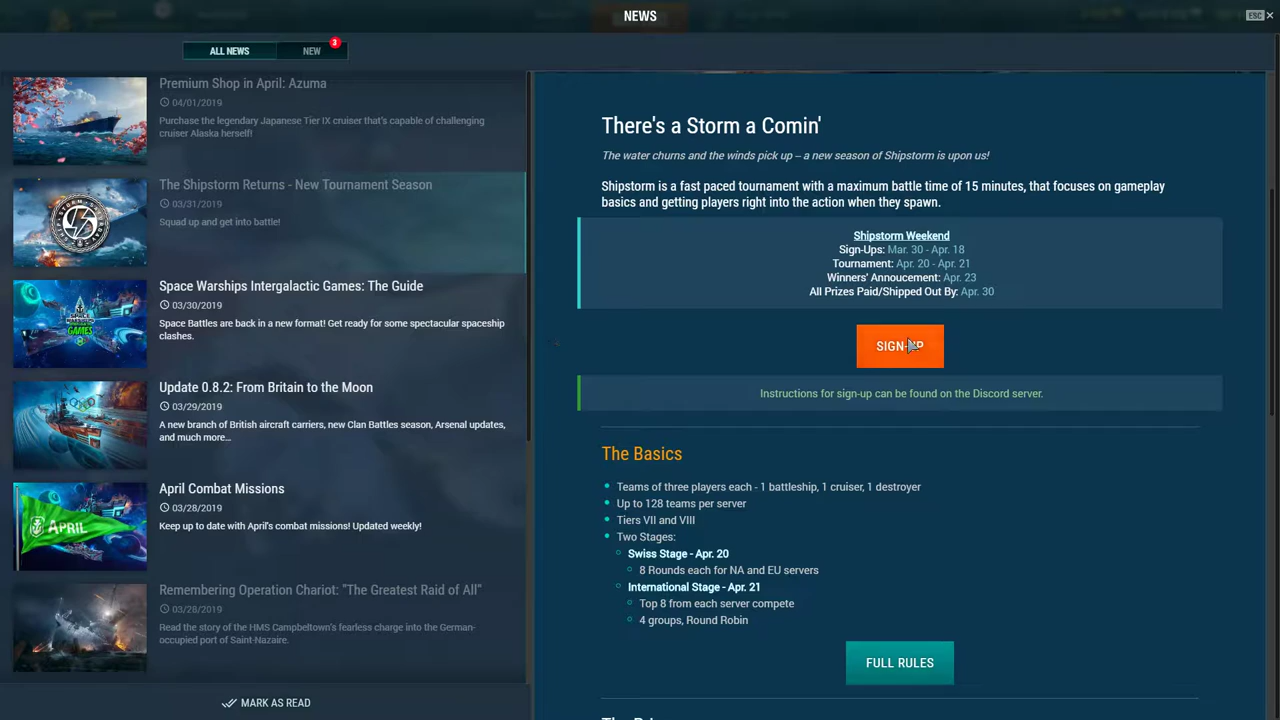 NEWS
ESC
ALL NEWS
NEW
3
Premium Shop in April: Azuma
04/01/2019
Purchase the legendary Japanese Tier IX cruiser that's capable of challenging
cruiser Alaska herself!
The Shipstorm Returns - New Tournament Season
03/31/2019
Squad up and get into battle!
Space Warships Intergalactic Games: The Guide
03/30/2019
Space Battles are back in a new format! Get ready for some spectacular spaceship
clashes.
Update 0.8.2: From Britain to the Moon
03/29/2019
A new branch of British aircraft carriers, new Clan Battles season, Arsenal updates,
and much more...
APRIL
April Combat Missions
03/28/2019
Keep up to date with April's combat missions! Updated weekly!
Remembering Operation Chariot: "The Greatest Raid of All"
03/28/2019
Read the story of the HMS Campbeltown's fearless charge into the German-
occupied port of Saint-Nazaire.
MARK AS READ
There's a Storm a Comin'
The water churns and the winds pick up – a new season of Shipstorm is upon us!
Shipstorm is a fast paced tournament with a maximum battle time of 15 minutes, that focuses on gameplay
basics and getting players right into the action when they spawn.
Shipstorm Weekend
Sign-Ups: Mar. 30 - Apr. 18
Tournament: Apr. 20 - Apr. 21
Winners' Annoucement: Apr. 23
All Prizes Paid/Shipped Out By: Apr. 30
SIGN-UP
Instructions for sign-up can be found on the Discord server.
The Basics
Teams of three players each - 1 battleship, 1 cruiser, 1 destroyer
Up to 128 teams per server
Tiers VII and VIII
Two Stages:
Swiss Stage - Apr. 20
8 Rounds each for NA and EU servers
International Stage - Apr. 21
Top 8 from each server compete
4 groups, Round Robin
FULL RULES